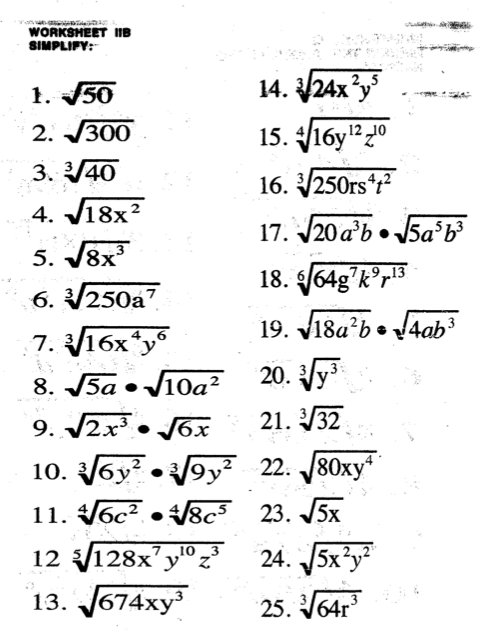 WORKSHEET IIB
SIMPLIFY:
1. √50
2. √300
3. ∛40
4. √18x²
5. √8x³
6. ∛250a⁷
7. ∛16x⁴y⁶
8. √5a • √10a²
9. √2x³ • √6x
10. ∛6y² • ∛9y²
11. ∜6c² • ∜8c⁵
12 ⁵√128x⁷y¹⁰z³
13. √674xy³
14. ∛24x²y⁵
15. ∜16y¹²z¹⁰
16. ∛250rs⁴t²
17. √20a³b • √5a⁵b³
18. ⁶√64g⁷k⁹r¹³
19. √18a²b • √4ab³
20. ∛y³
21. ∛32
22. √80xy⁴
23. √5x
24. √5x²y²
25. ∛64r³